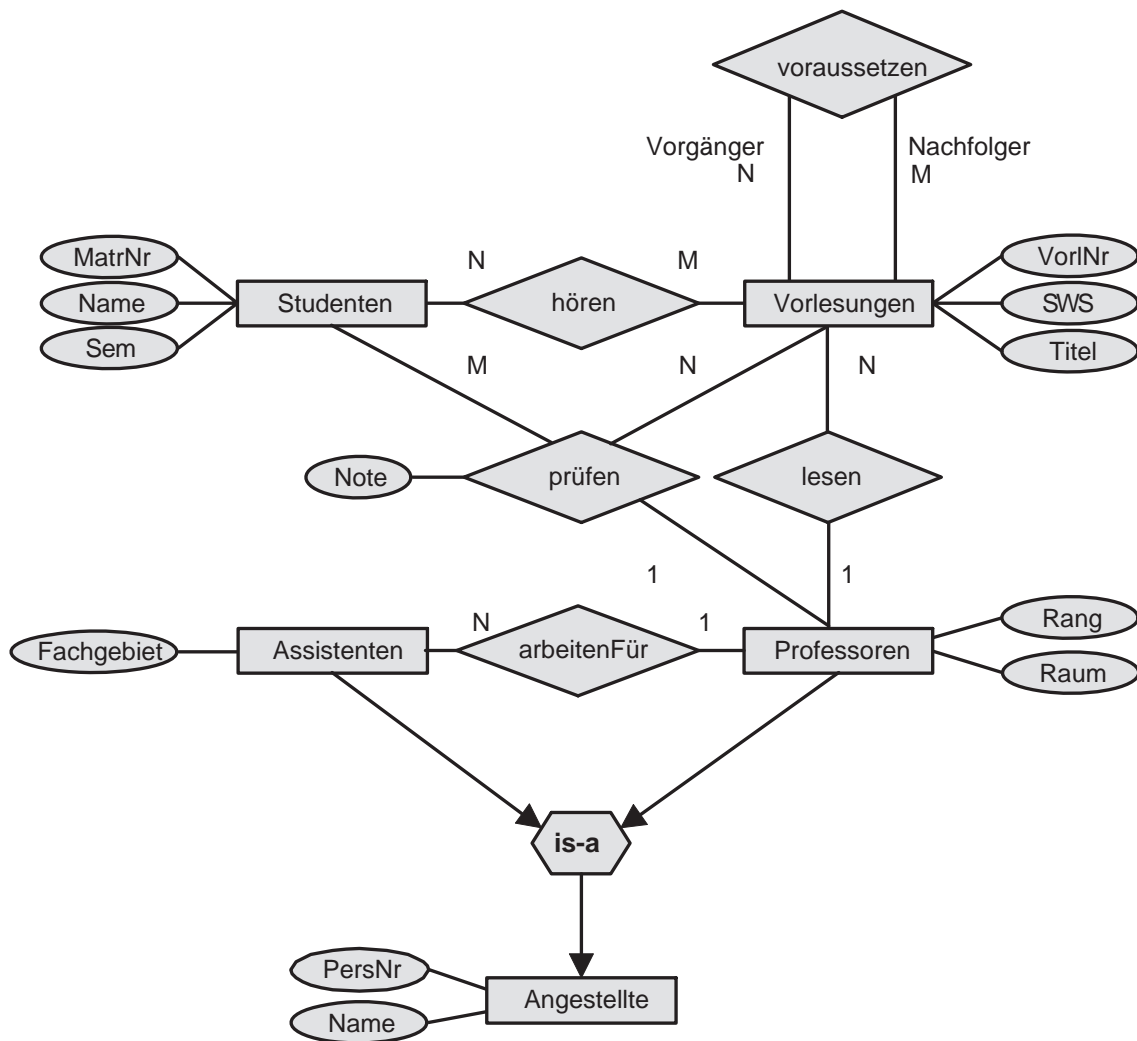 voraussetzen
Vorgänger
N
Nachfolger
M
MatrNr
Name
Sem
Studenten
N
hören
M
Vorlesungen
VorlNr
SWS
Titel
M
N
N
Note
prüfen
lesen
1
1
Fachgebiet
Assistenten
N
arbeitenFür
1
Professoren
Rang
Raum
is-a
PersNr
Name
Angestellte